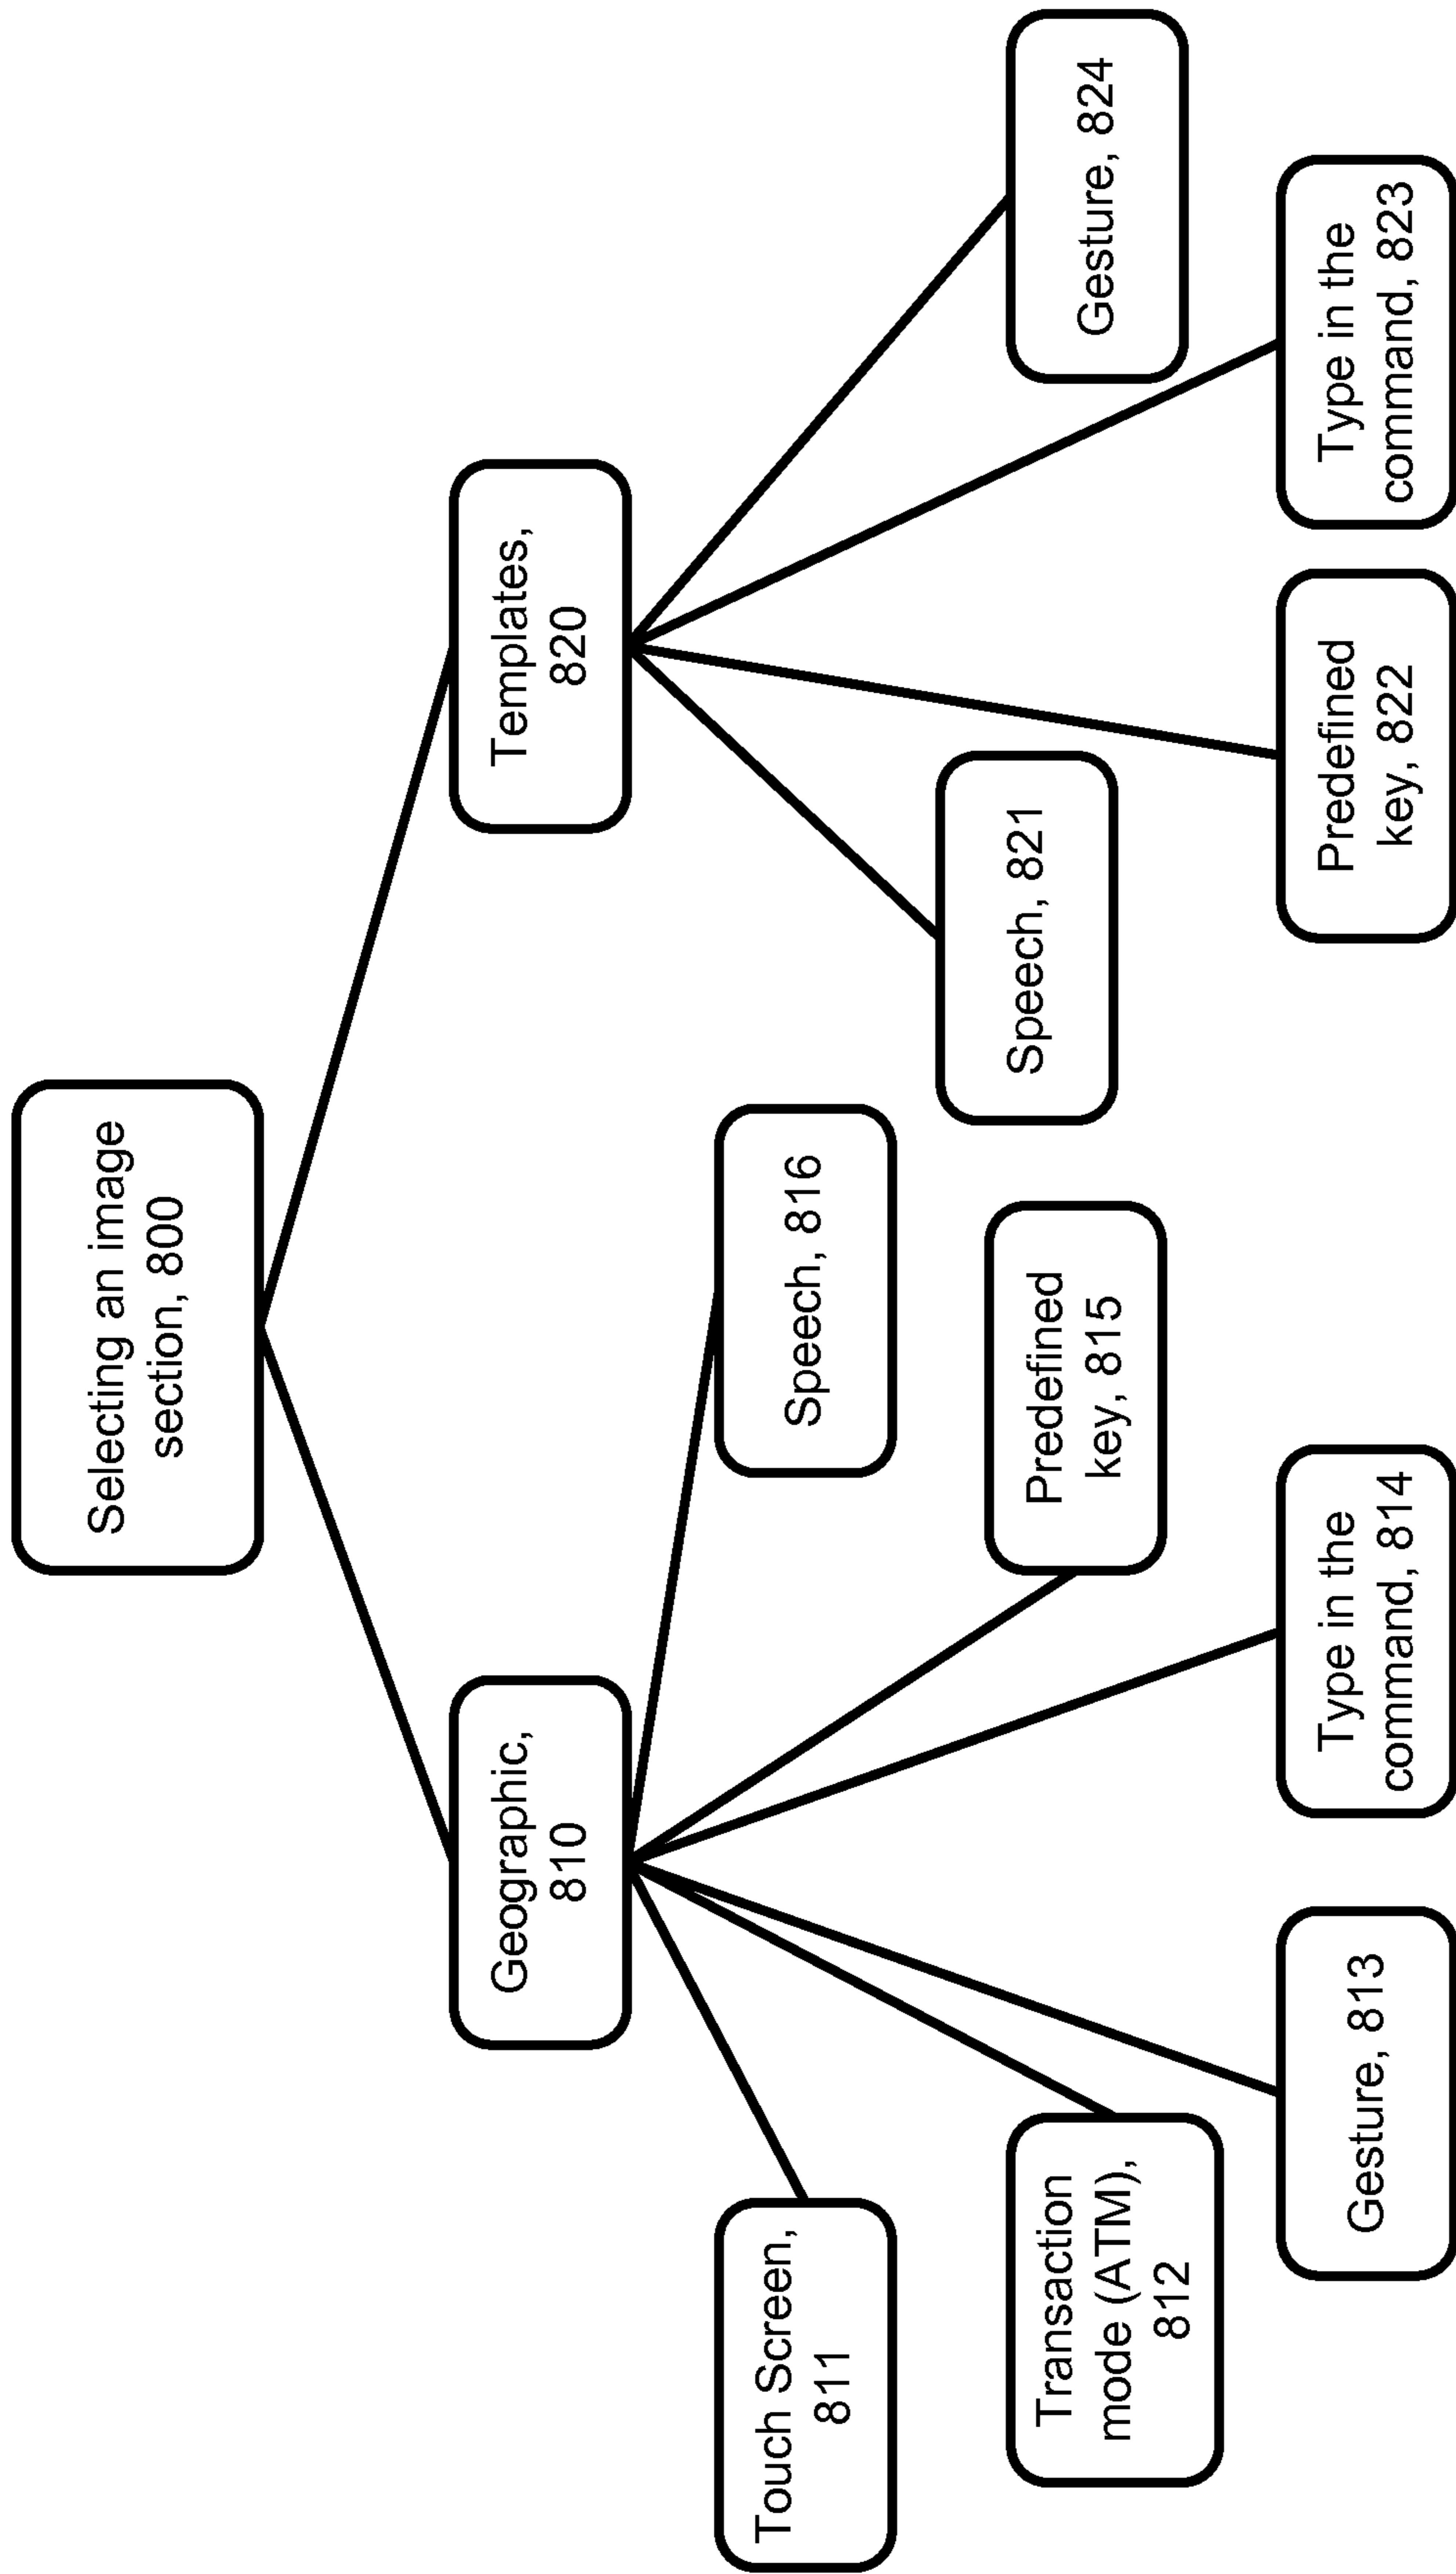 Selecting an image
section, 800
Geographic,
810
Templates,
820
Touch Screen,
811
Transaction
mode (ATM),
812
Gesture, 813
Type in the
command, 814
Predefined
key, 815
Speech, 816
Speech, 821
Predefined
key, 822
Type in the
command, 823
Gesture, 824